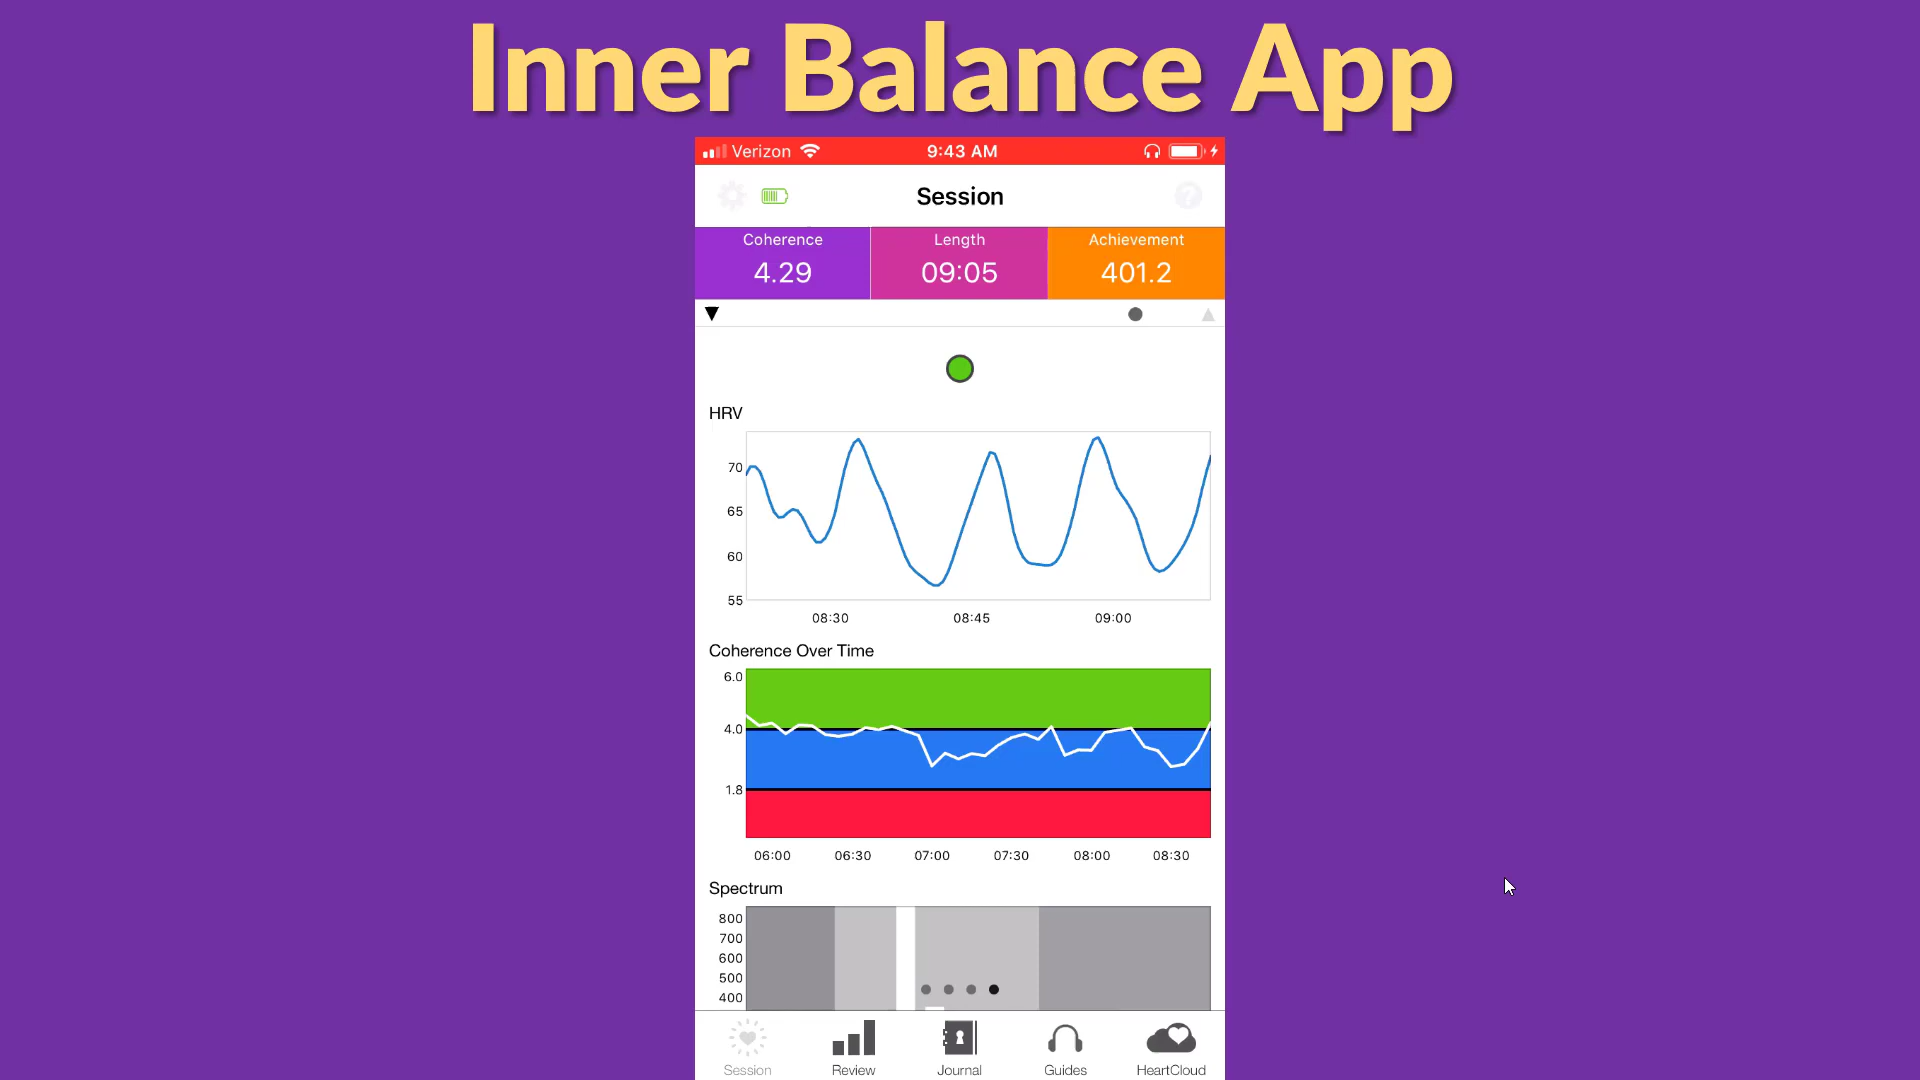 Inner Balance App
Verizon 9:43 AM
Session
Coherence Length Achievement
4.29 09:05 401.2
HRV
70
65
60
55
08:30 08:45 09:00
Coherence Over Time
6.0
4.0
1.8
06:00 06:30 07:00 07:30 08:00 08:30
Spectrum
800
700
600
500
400
Session Review Journal Guides HeartCloud